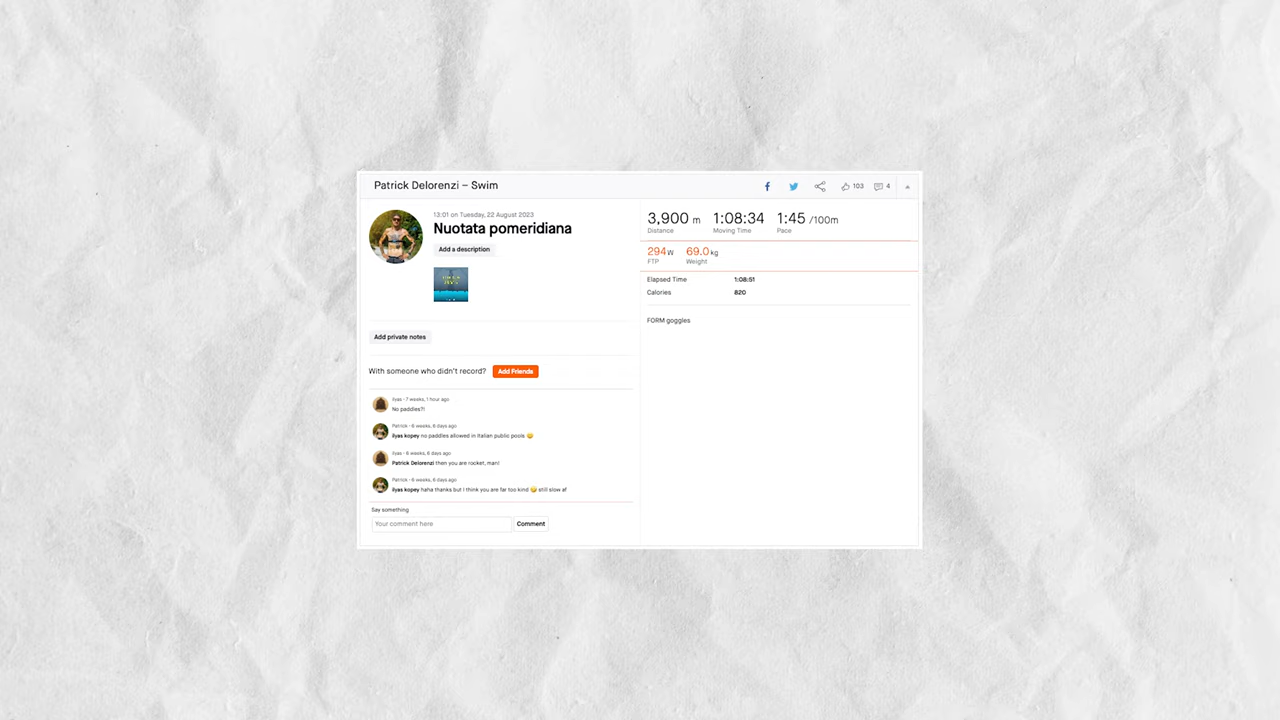 Patrick Delorenzi – Swim
103
4
13:01 on Tuesday, 22 August 2023
Nuotata pomeridiana
Add a description
Add private notes
With someone who didn't record? Add Friends
ilyas - 7 weeks, 1 hour ago
No paddles?!
Patrick - 6 weeks, 6 days ago
ilyas kopey no paddles allowed in Italian public pools 😅
ilyas - 6 weeks, 6 days ago
Patrick Delorenzi then you are rocket, man!
Patrick - 6 weeks, 6 days ago
ilyas kopey haha thanks but i think you are far too kind 😅 still slow af
Say something
Your comment here
Comment
3,900 m 1:08:34 1:45 /100m
Distance Moving Time Pace
294W 69.0kg
FTP Weight
Elapsed Time 1:08:51
Calories 820
FORM goggles